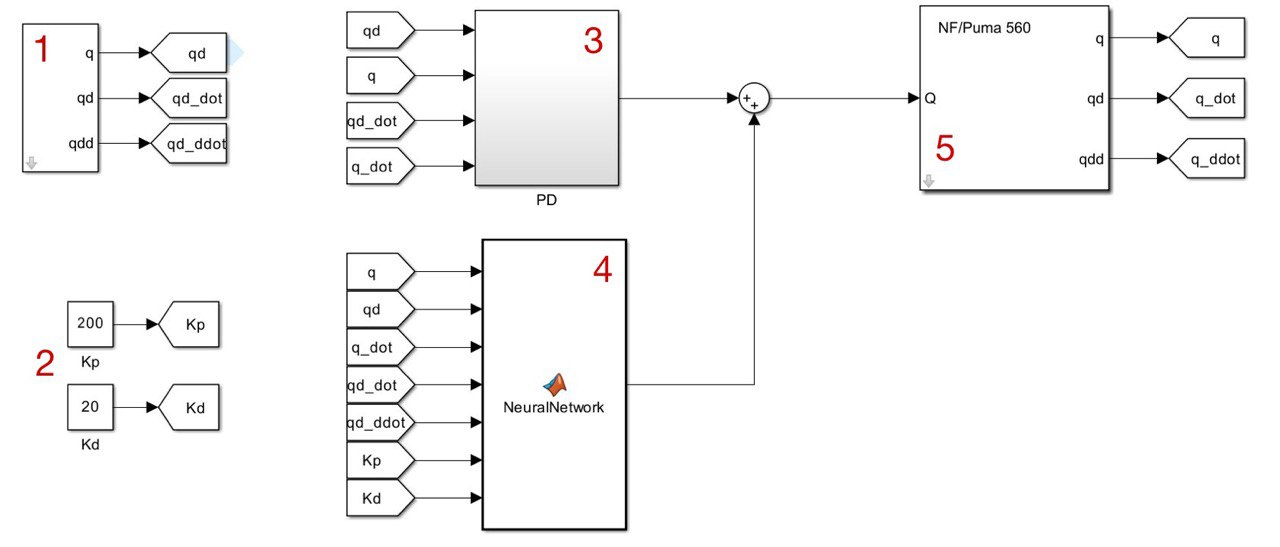 1
q
qd
qd
qd_dot
qdd
qd_ddot
2
200
Kp
Kp
20
Kd
Kd
qd
q
qd_dot
q_dot
3
PD
q
qd
q_dot
qd_dot
qd_ddot
Kp
Kd
4
NeuralNetwork
+
+
NF/Puma 560
Q
5
q
q
qd
q_dot
qdd
q_ddot